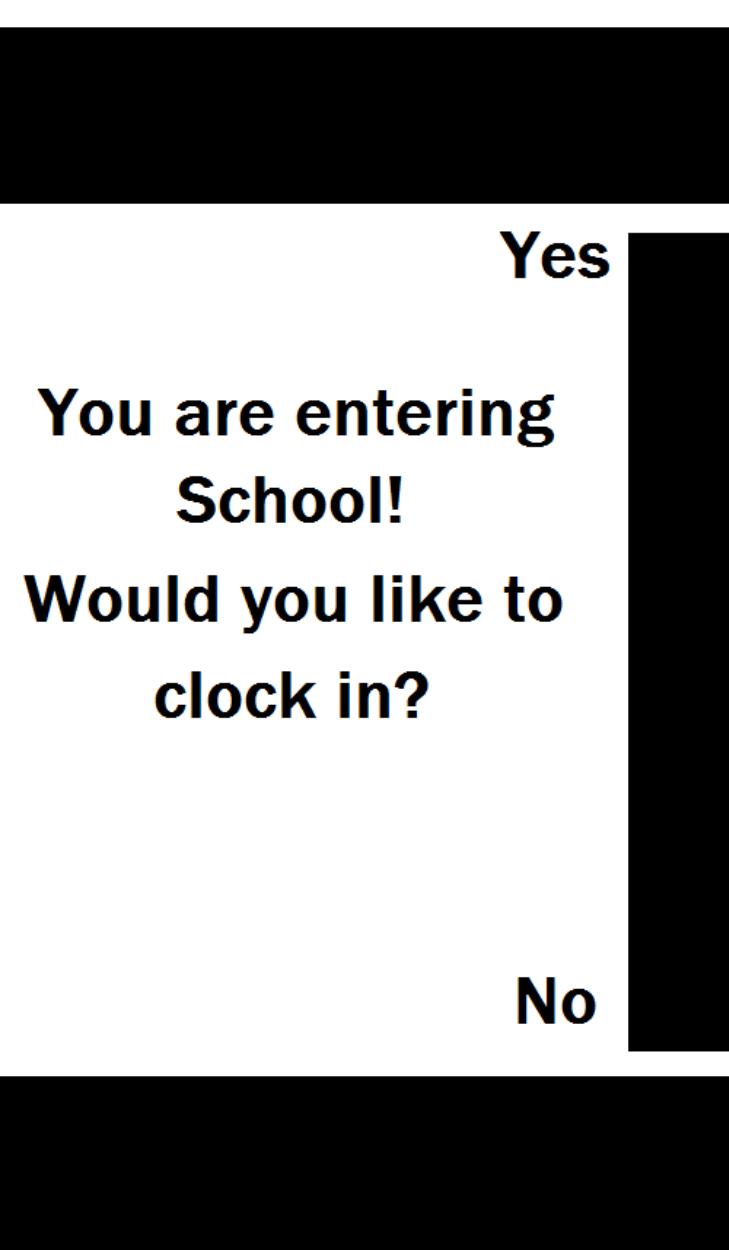 Yes
You are entering
School!
Would you like to
clock in?
No